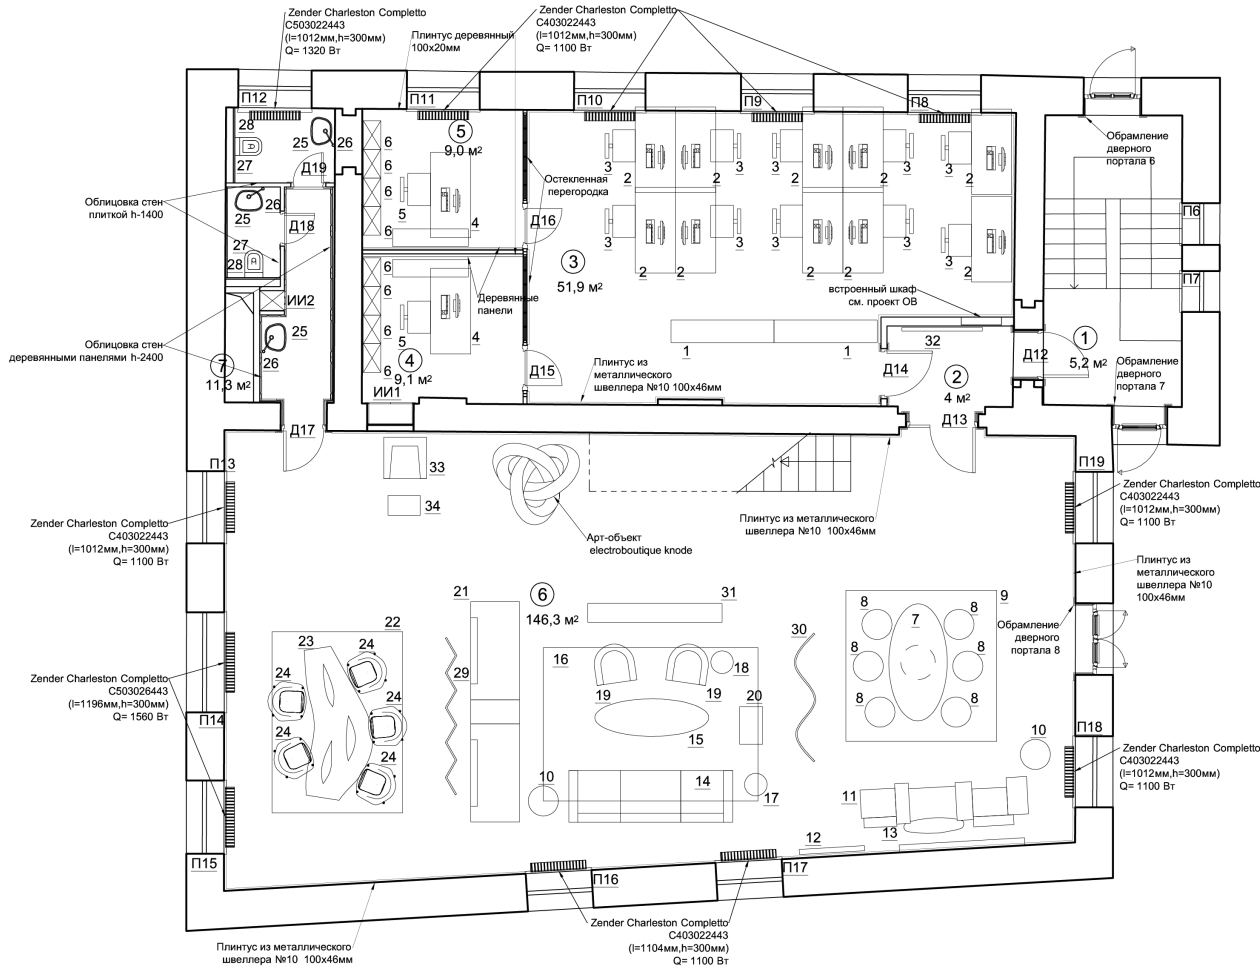 Zender Charleston Completto
C503022443
(l=1012мм,h=300мм)
Q= 1320 Вт
Плинтус деревянный
100x20мм
Zender Charleston Completto
C403022443
(l=1012мм,h=300мм)
Q= 1100 Вт
П12
П11
П10
П9
П8
28
27
25
26
Д19
6
6
6
6
6
5
9,0 м²
5
4
Остекленная
перегородка
Д16
3
2
2
3
3
2
2
3
3
2
3
2
2
3
3
2
2
3
3
2
Обрамление
дверного
портала 6
П6
П7
Облицовка стен
плиткой h-1400
25
26
Д18
27
28
ИИ2
25
26
3
51,9 м²
Деревянные
панели
встроенный шкаф
см. проект ОВ
Облицовка стен
деревянными панелями h-2400
7
11,3 м²
6
6
6
6
6
5
4
4
9,1 м²
ИИ1
Д15
Плинтус из
металлического
швеллера №10 100x46мм
1
1
32
Д14
2
4 м²
Д12
1
5,2 м²
Обрамление
дверного
портала 7
Д17
Д13
П13
33
34
Арт-объект
electroboutique knode
Плинтус из металлического
швеллера №10 100x46мм
П19
Zender Charleston Completto
C403022443
(l=1012мм,h=300мм)
Q= 1100 Вт
Zender Charleston Completto
C403022443
(l=1012мм,h=300мм)
Q= 1100 Вт
Плинтус из
металлического
швеллера №10
100x46мм
Обрамление
дверного
портала 8
6
146,3 м²
21
31
9
22
23
24
24
24
24
24
29
16
19
19
18
20
15
30
7
8
8
8
8
8
8
Zender Charleston Completto
C503026443
(l=1196мм,h=300мм)
Q= 1560 Вт
П14
П18
10
14
10
17
11
12
13
Zender Charleston Completto
C403022443
(l=1012мм,h=300мм)
Q= 1100 Вт
П15
П16
П17
Плинтус из металлического
швеллера №10 100x46мм
Zender Charleston Completto
C403022443
(l=1104мм,h=300мм)
Q= 1100 Вт